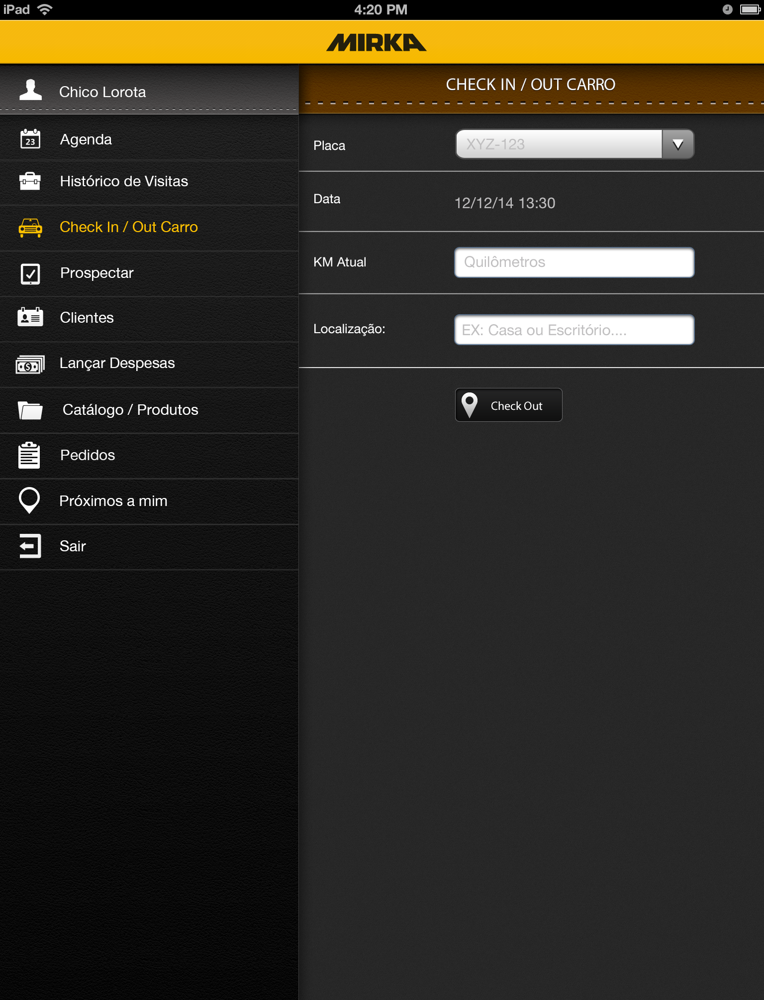 iPad
4:20 PM
MIRKA
Chico Lorota
23
Agenda
Histórico de Visitas
Check In / Out Carro
Prospectar
Clientes
$
Lançar Despesas
Catálogo / Produtos
Pedidos
Próximos a mim
Sair
CHECK IN / OUT CARRO
Placa
XYZ-123
Data
12/12/14 13:30
KM Atual
Quilômetros
Localização:
EX: Casa ou Escritório....
Check Out